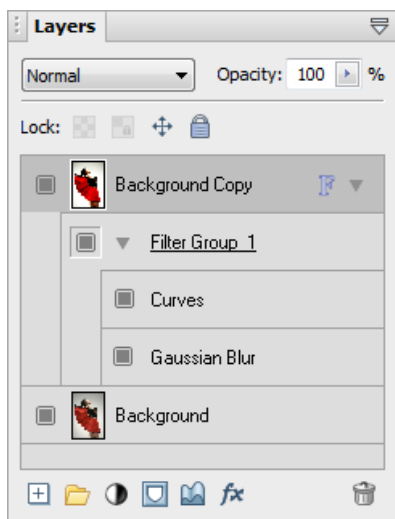 Layers
Normal Opacity: 100 %
Lock:
Background Copy F
Filter Group 1
Curves
Gaussian Blur
Background
fx